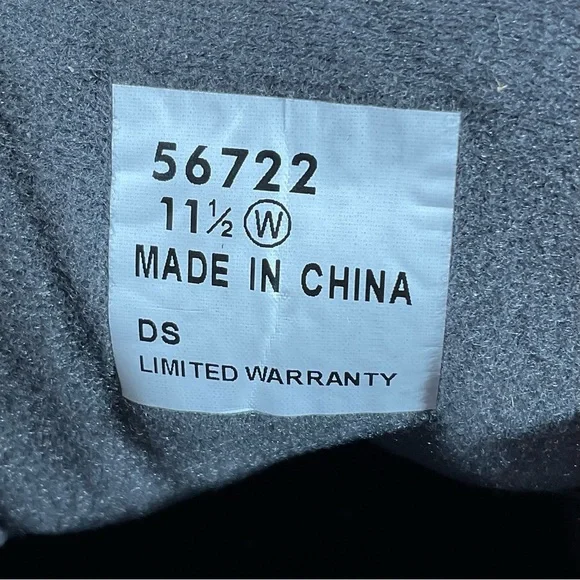 56722
11½ Ⓦ
MADE IN CHINA
DS
LIMITED WARRANTY